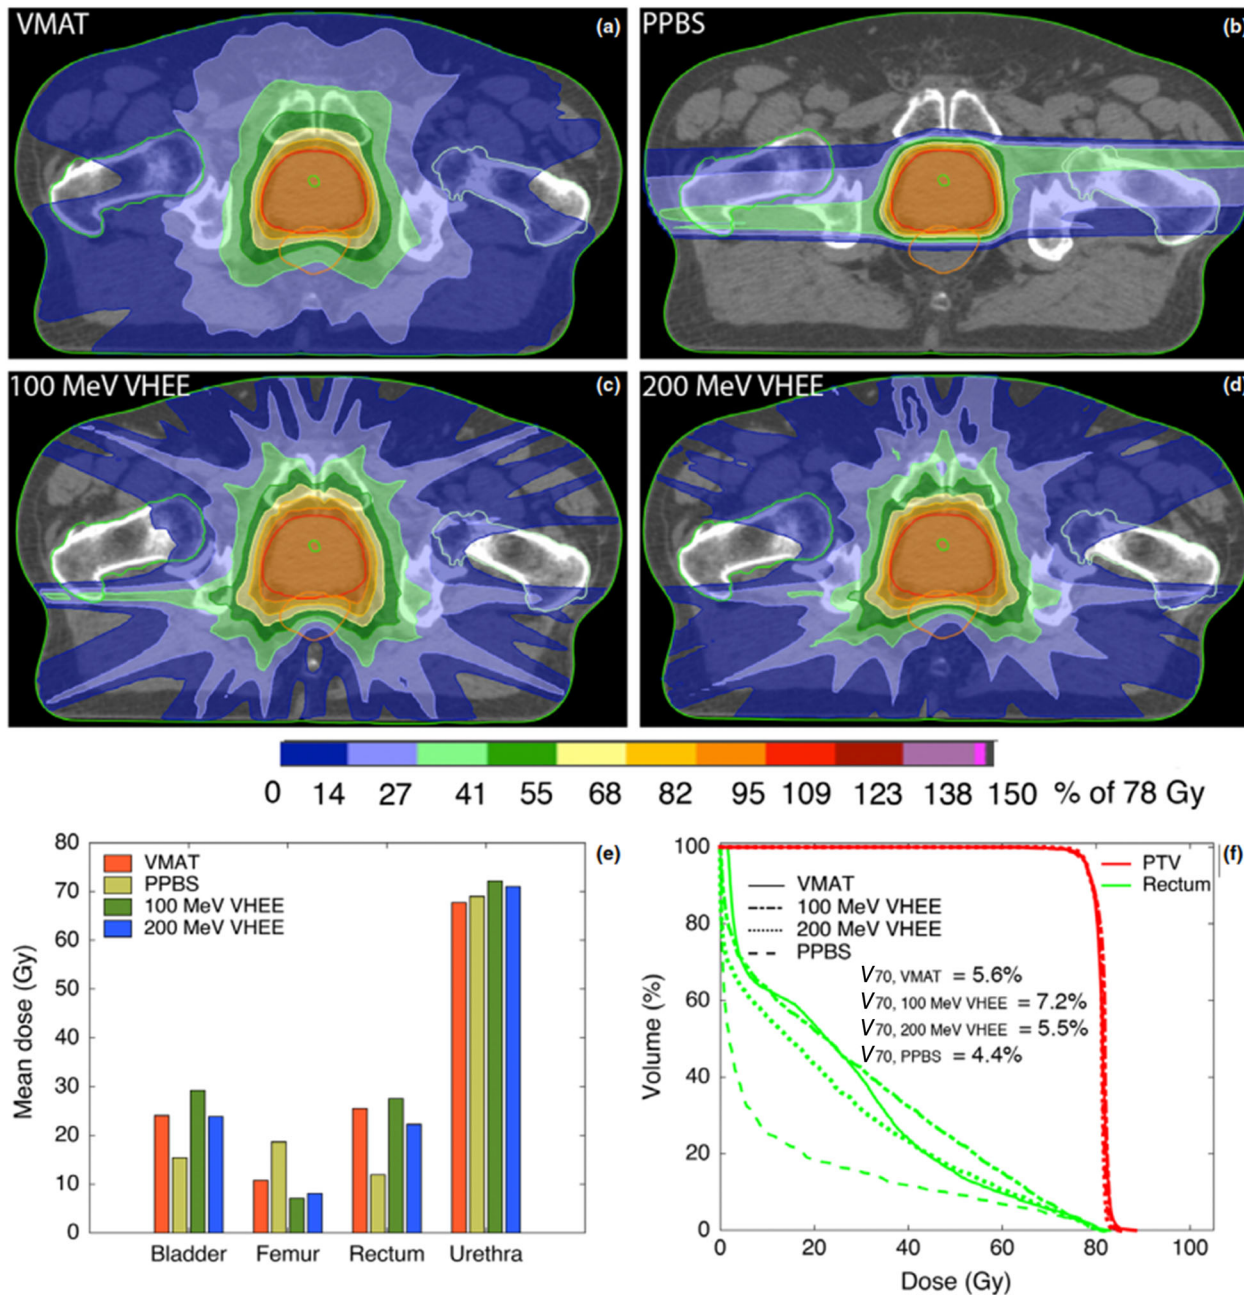 VMAT (a)
PPBS (b)
100 MeV VHEE (c)
200 MeV VHEE (d)
0 14 27 41 55 68 82 95 109 123 138 150 % of 78 Gy
(e)
Mean dose (Gy)
80
70
60
50
40
30
20
10
0
VMAT
PPBS
100 MeV VHEE
200 MeV VHEE
Bladder Femur Rectum Urethra
(f)
Volume (%)
100
80
60
40
20
0
PTV
Rectum
VMAT
100 MeV VHEE
200 MeV VHEE
PPBS
V70, VMAT = 5.6%
V70, 100 MeV VHEE = 7.2%
V70, 200 MeV VHEE = 5.5%
V70, PPBS = 4.4%
0 20 40 60 80 100
Dose (Gy)